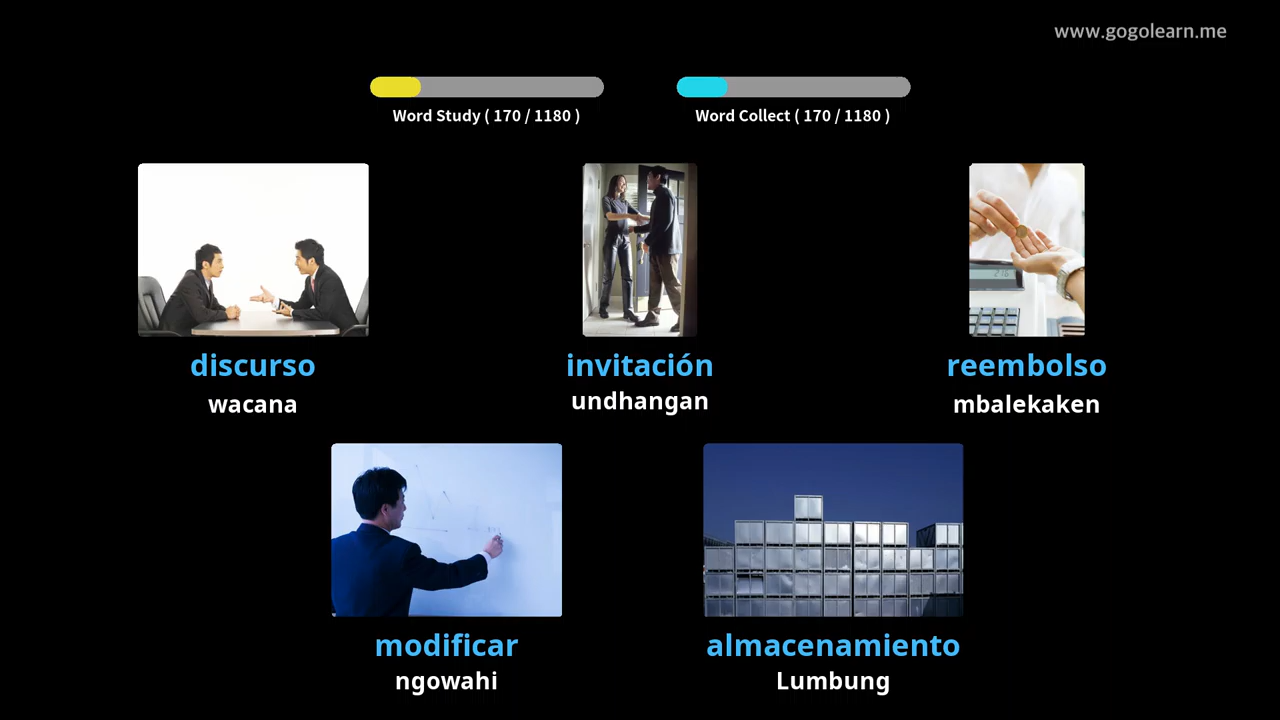 www.gogolearn.me
Word Study ( 170 / 1180 )
Word Collect ( 170 / 1180 )
discurso
wacana
invitación
undhangan
reembolso
mbalekaken
modificar
ngowahi
almacenamiento
Lumbung